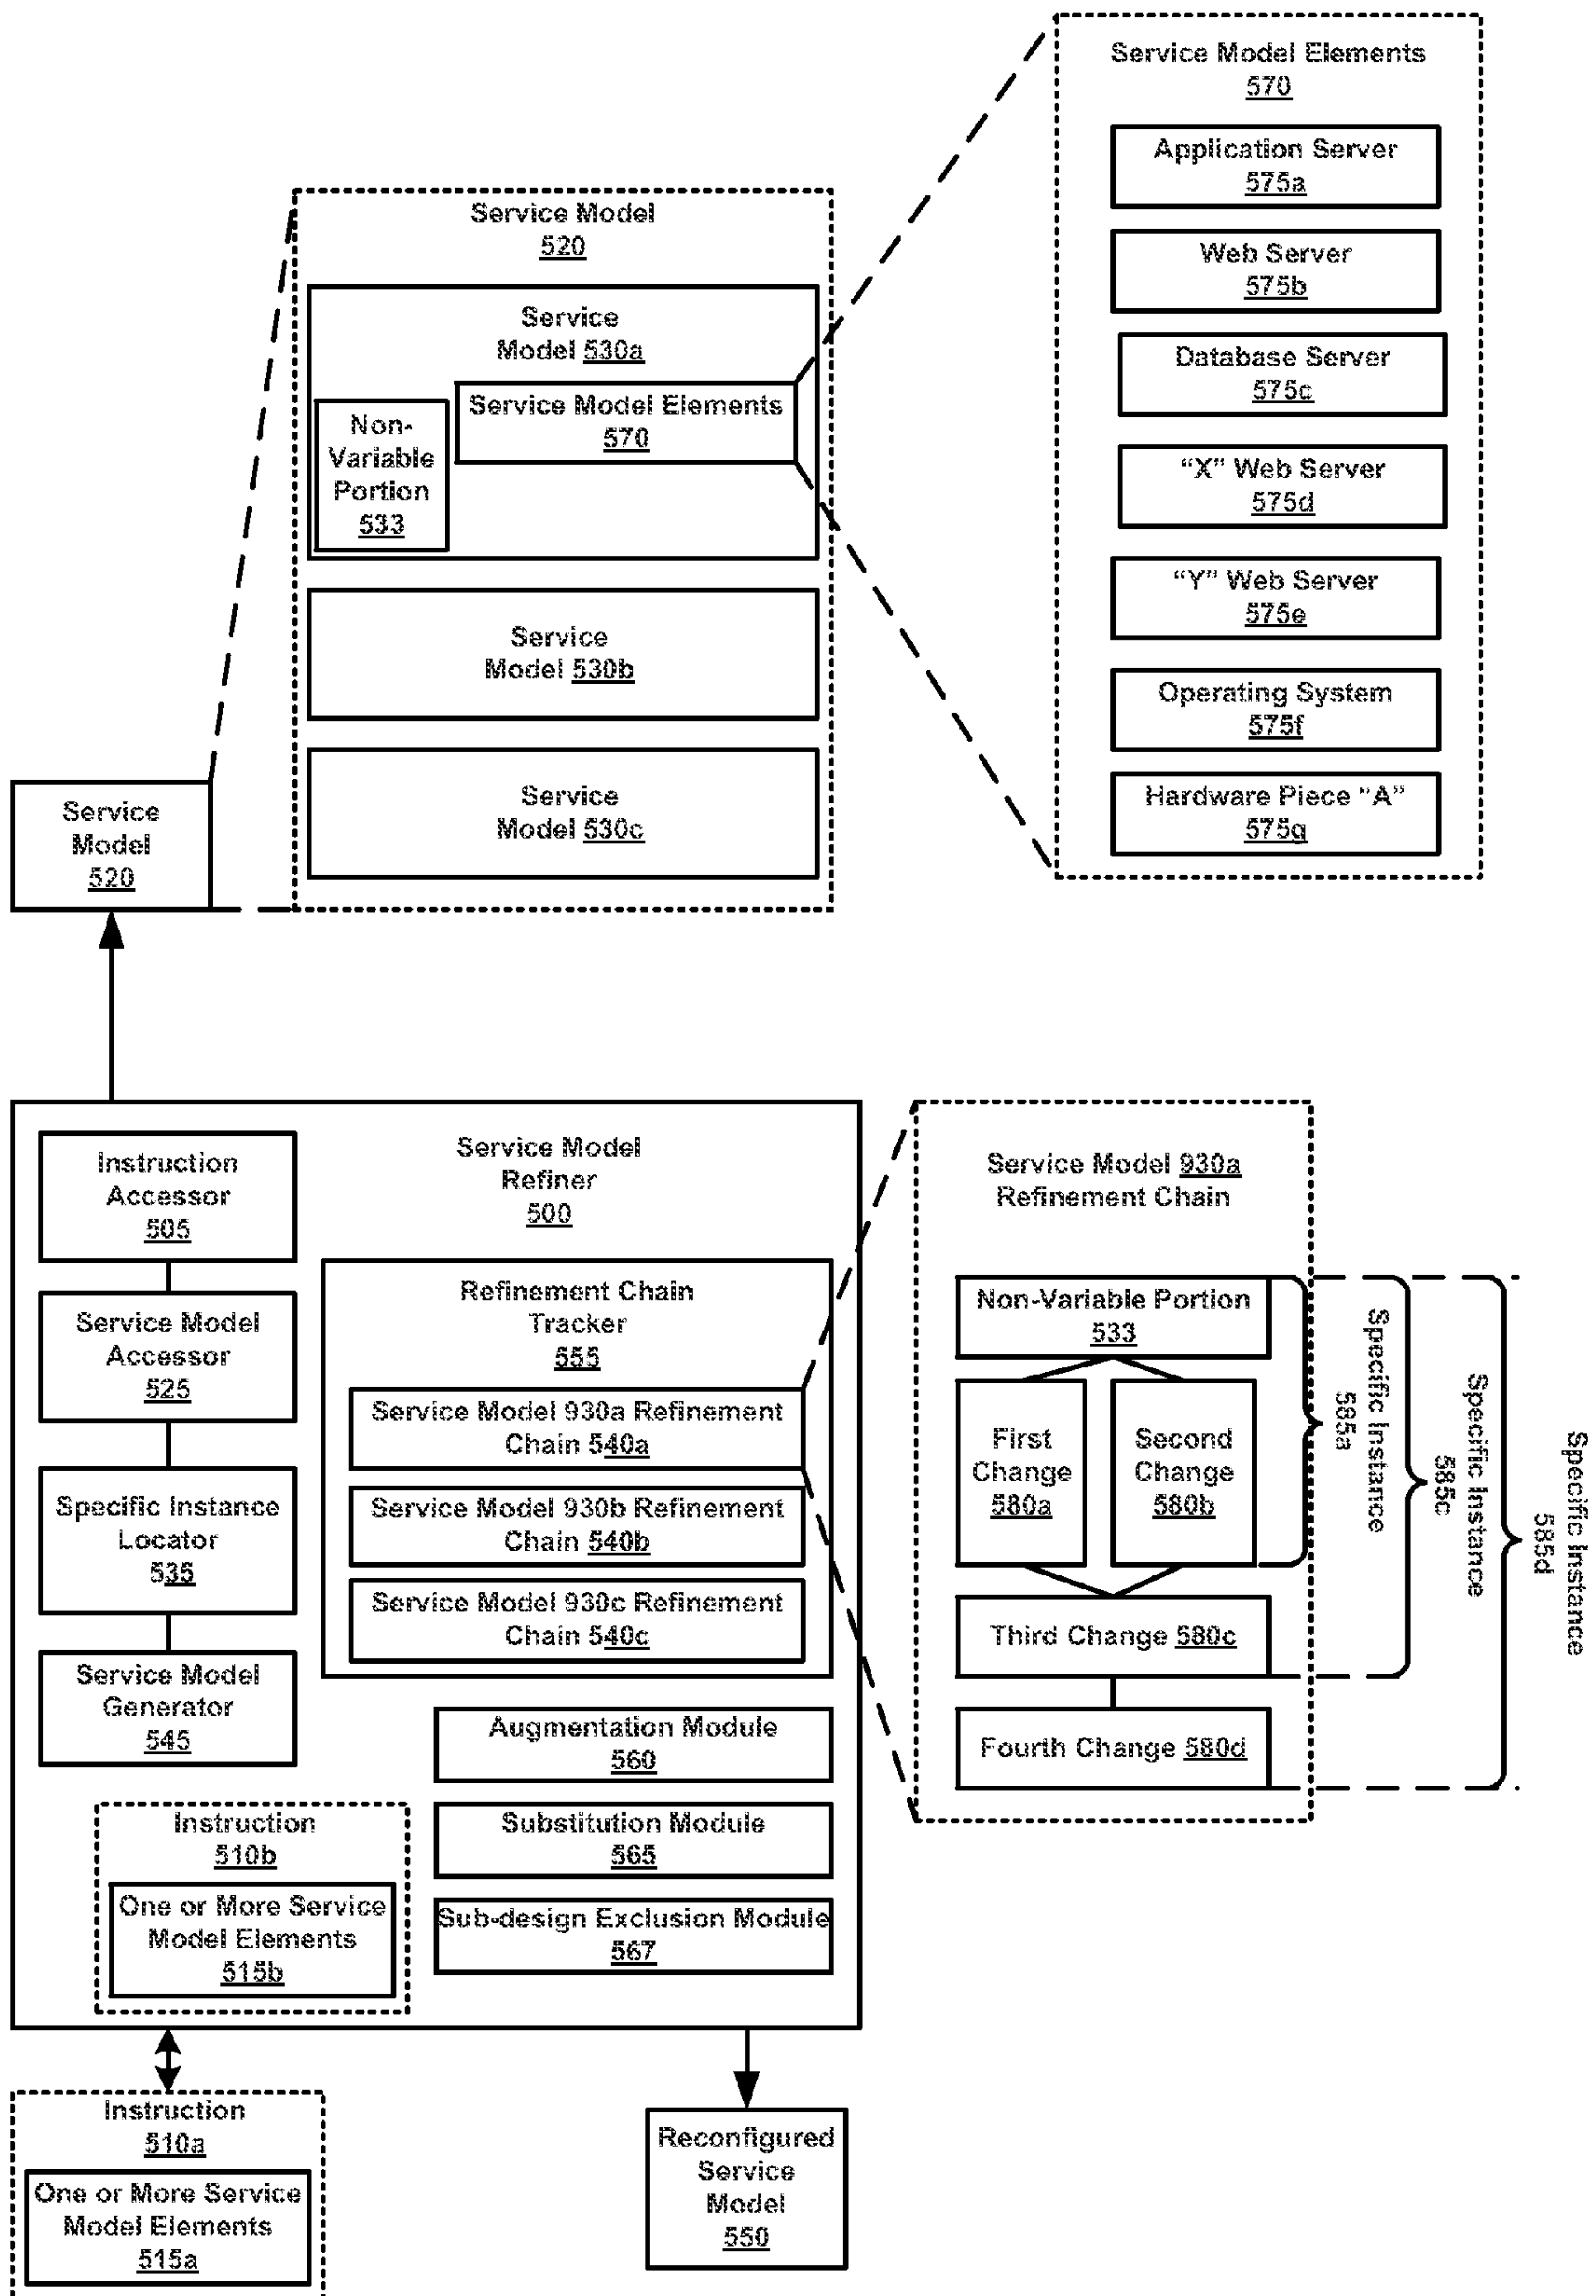 Service Model Elements
570
Application Server
575a
Web Server
575b
Database Server
575c
“X” Web Server
575d
“Y” Web Server
575e
Operating System
575f
Hardware Piece “A”
575g
Service Model
520
Service
Model 530a
Service Model Elements
570
Non-
Variable
Portion
533
Service
Model 530b
Service
Model 530c
Service
Model
520
Service Model
Refiner
500
Instruction
Accessor
505
Service Model
Accessor
525
Specific Instance
Locator
535
Service Model
Generator
545
Refinement Chain
Tracker
555
Service Model 930a Refinement
Chain 540a
Service Model 930b Refinement
Chain 540b
Service Model 930c Refinement
Chain 540c
Augmentation Module
560
Substitution Module
565
Sub-design Exclusion Module
567
Instruction
510b
One or More Service
Model Elements
515b
Service Model 930a
Refinement Chain
Non-Variable Portion
533
First
Change
580a
Second
Change
580b
Third Change 580c
Fourth Change 580d
Specific Instance
585a
Specific Instance
585c
Specific Instance
585d
Instruction
510a
One or More Service
Model Elements
515a
Reconfigured
Service
Model
550